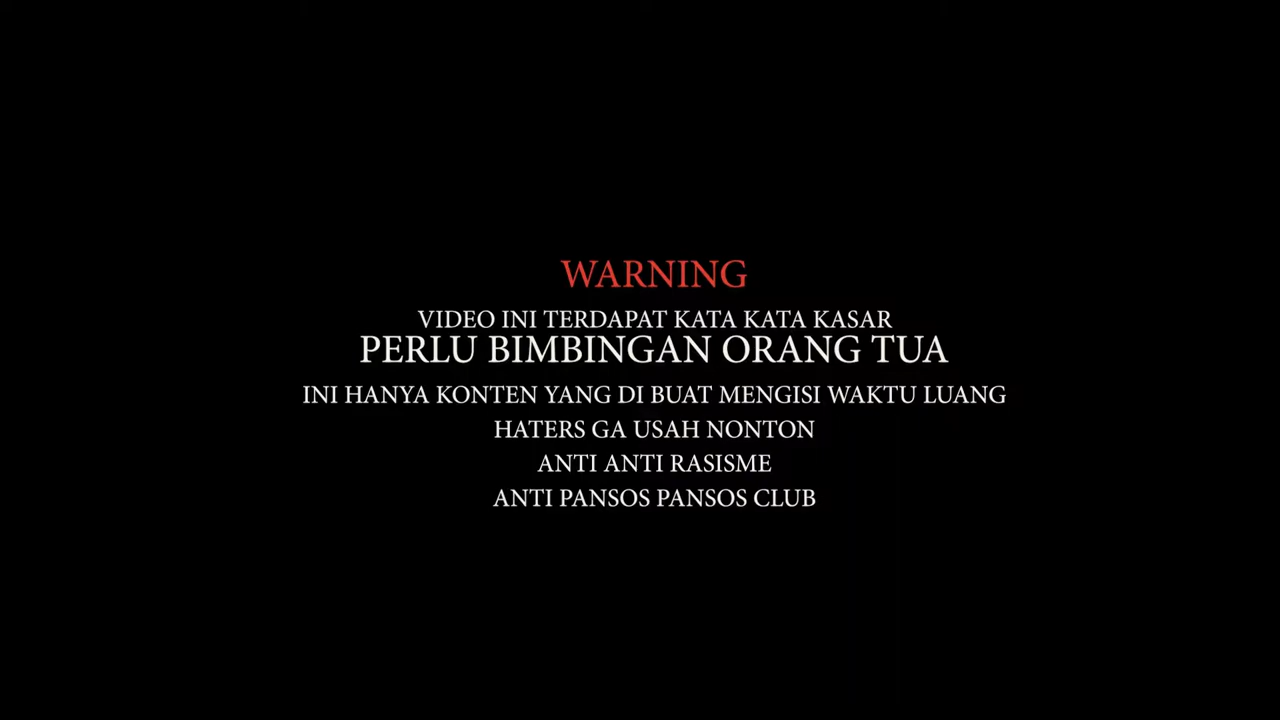 WARNING
VIDEO INI TERDAPAT KATA KATA KASAR
PERLU BIMBINGAN ORANG TUA
INI HANYA KONTEN YANG DI BUAT MENGISI WAKTU LUANG
HATERS GA USAH NONTON
ANTI ANTI RASISME
ANTI PANSOS PANSOS CLUB